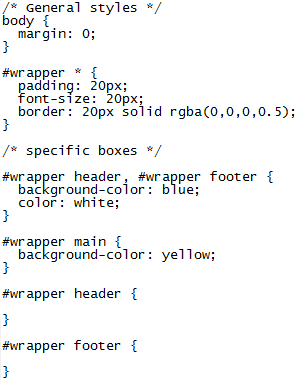 /* General styles */
body {
  margin: 0;
}

#wrapper * {
  padding: 20px;
  font-size: 20px;
  border: 20px solid rgba(0,0,0,0.5);
}

/* specific boxes */

#wrapper header, #wrapper footer {
  background-color: blue;
  color: white;
}

#wrapper main {
  background-color: yellow;
}

#wrapper header {

}

#wrapper footer {

}